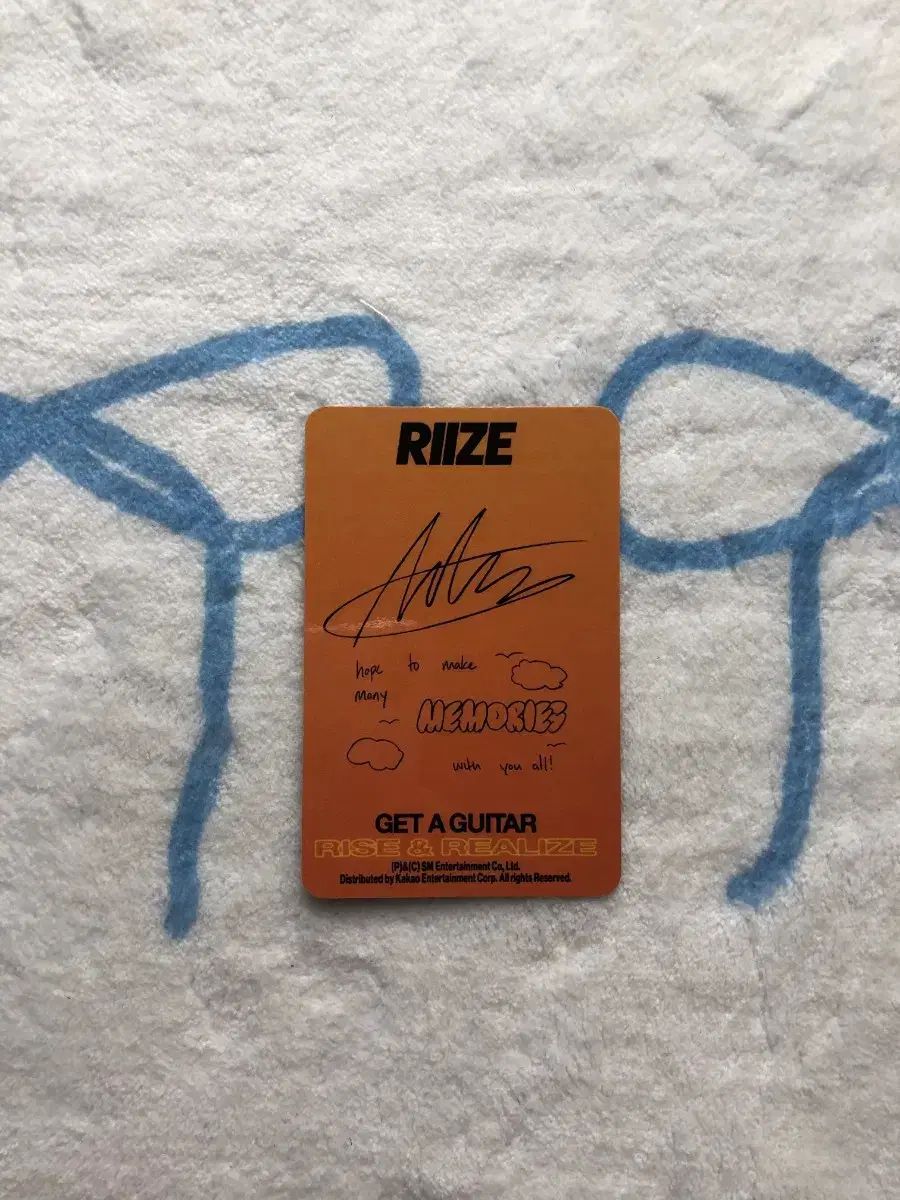 RIIZE
hope to make
many
MEMORIES
with you all!
GET A GUITAR
RISE & REALIZE
(P)&(C) SM Entertainment Co., Ltd.
Distributed by Kakao Entertainment Corp. All rights Reserved.